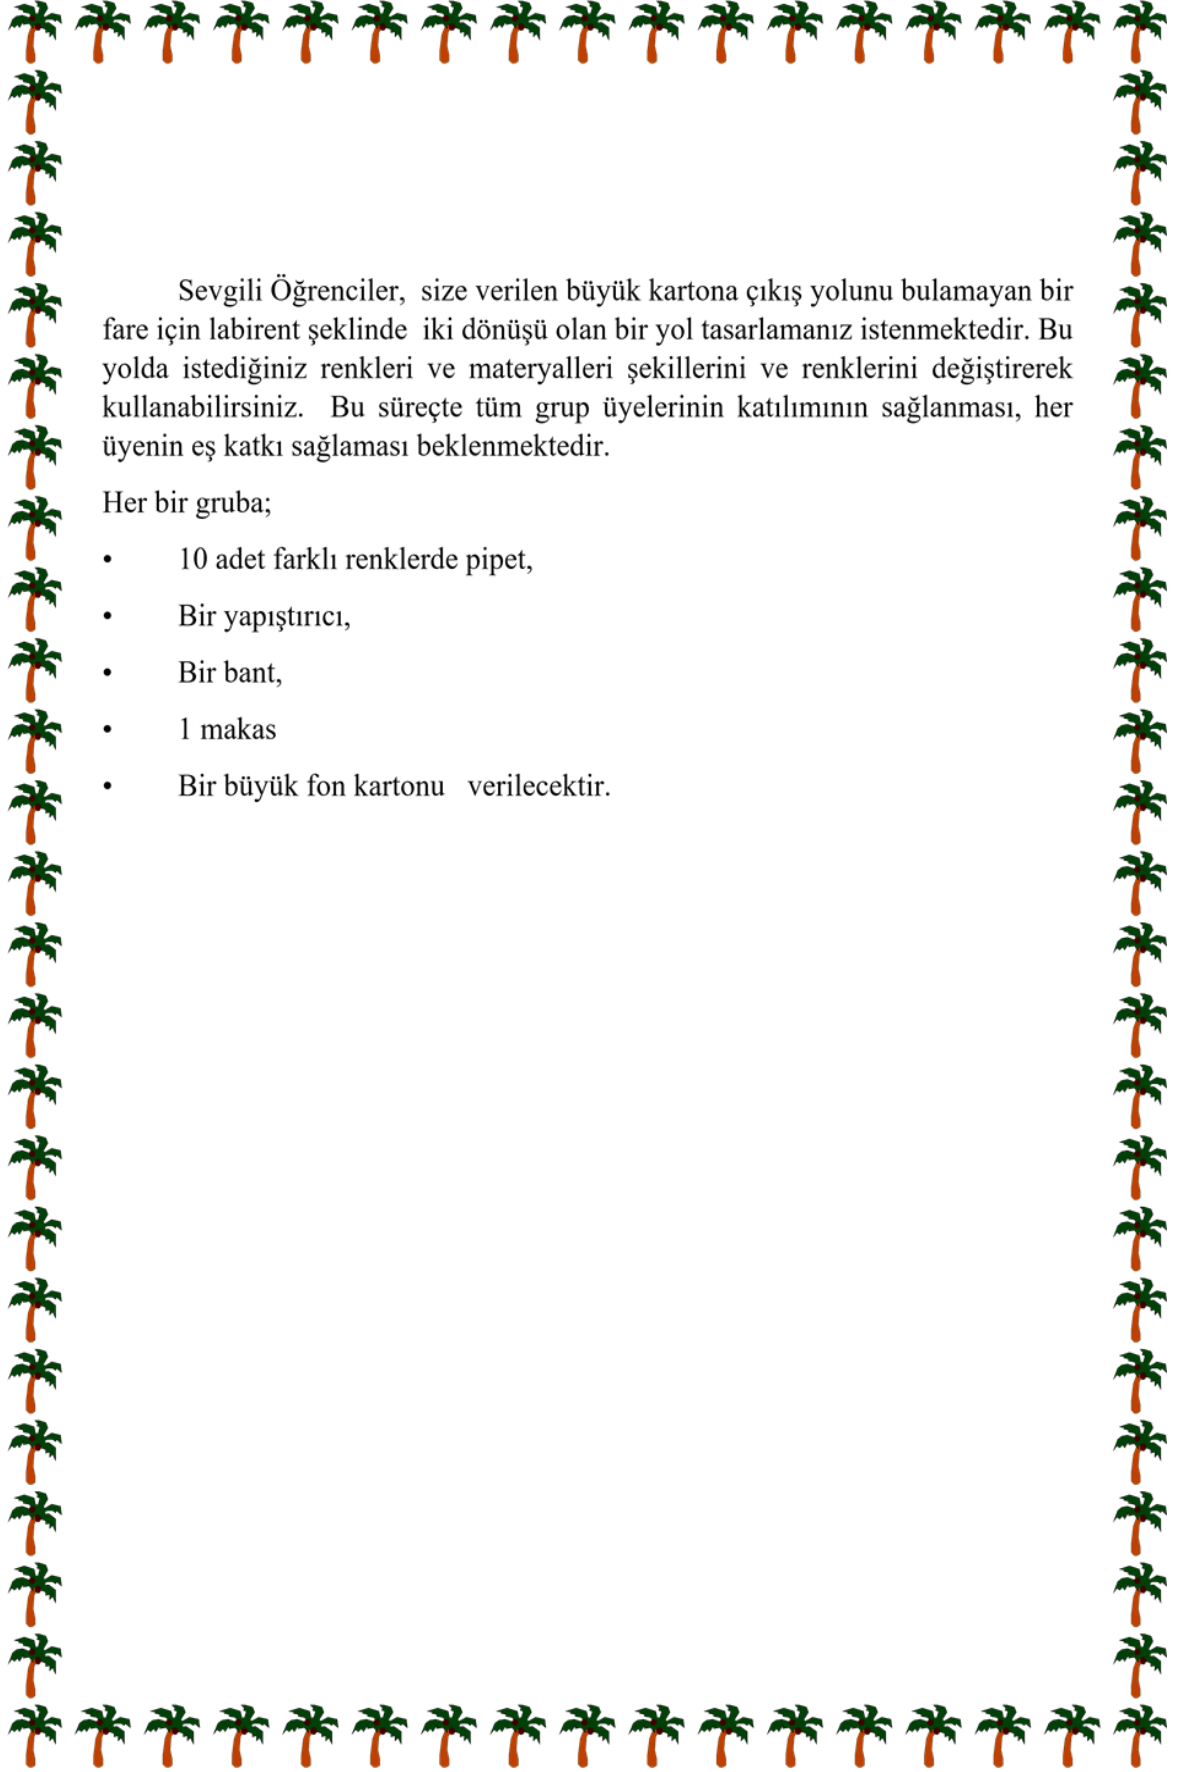 Sevgili Öğrenciler, size verilen büyük kartona çıkış yolunu bulamayan bir
fare için labirent şeklinde iki dönüşü olan bir yol tasarlamanız istenmektedir. Bu
yolda istediğiniz renkleri ve materyalleri şekillerini ve renklerini değiştirerek
kullanabilirsiniz. Bu süreçte tüm grup üyelerinin katılımının sağlanması, her
üyenin eş katkı sağlaması beklenmektedir.
Her bir gruba;
• 10 adet farklı renklerde pipet,
• Bir yapıştırıcı,
• Bir bant,
• 1 makas
• Bir büyük fon kartonu verilecektir.